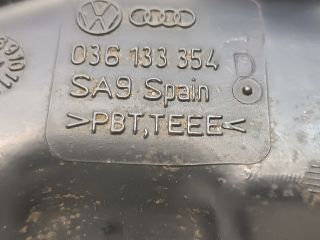 036 133 354 D
SA9 Spain
>PBT,TEEE<